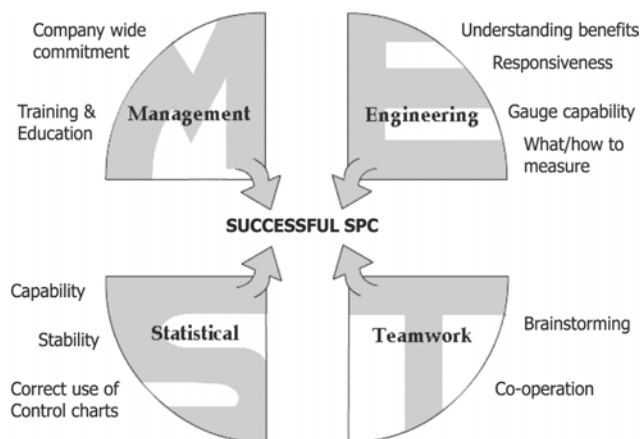 Company wide
commitment
Training &
Education
Management
Understanding benefits
Responsiveness
Engineering
Gauge capability
What/how to
measure
SUCCESSFUL SPC
Capability
Stability
Correct use of
Control charts
Statistical
Teamwork
Brainstorming
Co-operation
M
E
S
T